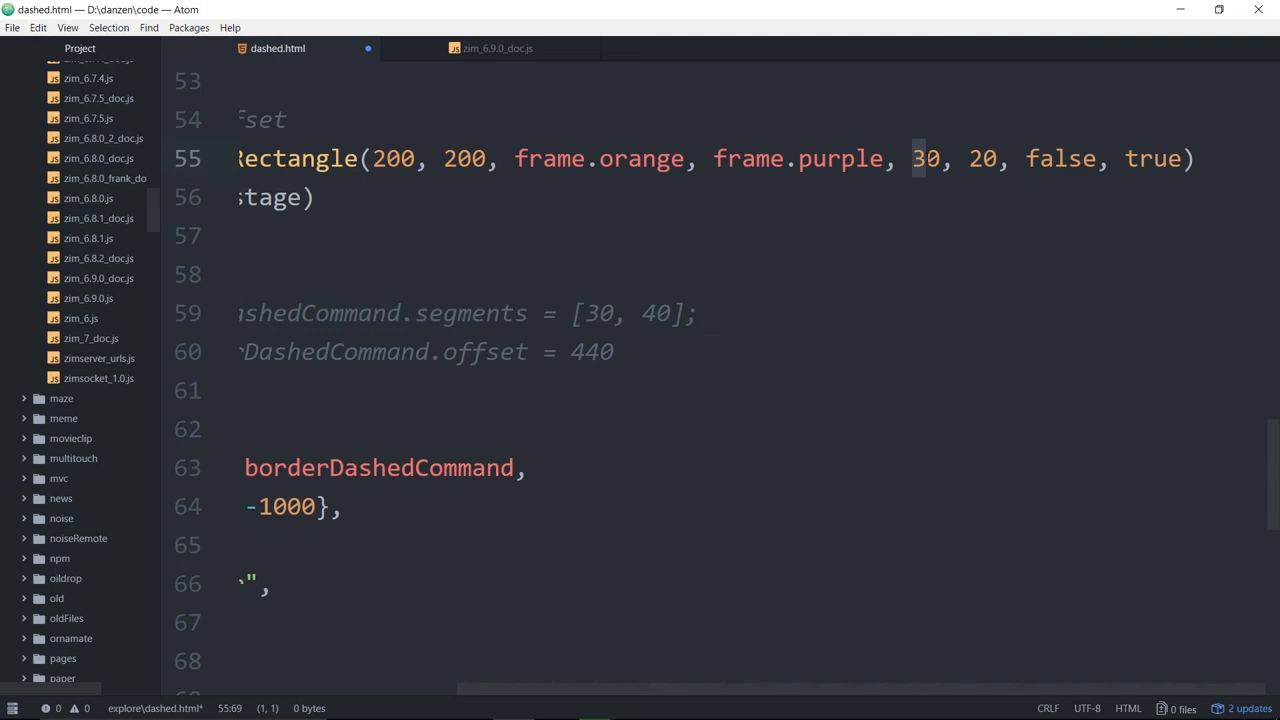 dashed.html — D:\danzen\code — Atom
File Edit View Selection Find Packages Help
Project
dashed.html
zim_6.9.0_doc.js
zim_6.7.4.js
zim_6.7.5_doc.js
zim_6.7.5.js
zim_6.8.0_2_doc.js
zim_6.8.0_doc.js
zim_6.8.0_frank_do
zim_6.8.0.js
zim_6.8.1_doc.js
zim_6.8.1.js
zim_6.8.2_doc.js
zim_6.9.0_doc.js
zim_6.9.0.js
zim_6.js
zim_7_doc.js
zimserver_urls.js
zimsocket_1.0.js
maze
meme
movieclip
multitouch
mvc
news
noise
noiseRemote
npm
oildrop
old
oldFiles
ornamate
pages
paper
53
54 fset
55 Rectangle(200, 200, frame.orange, frame.purple, 30, 20, false, true)
56 stage)
57
58
59 ashedCommand.segments = [30, 40];
60 rDashedCommand.offset = 440
61
62
63 borderDashedCommand,
64 -1000},
65
66 ",
67
68
0 0 explore\dashed.html* 55:69 (1, 1) 0 bytes CRLF UTF-8 HTML 0 files 2 updates